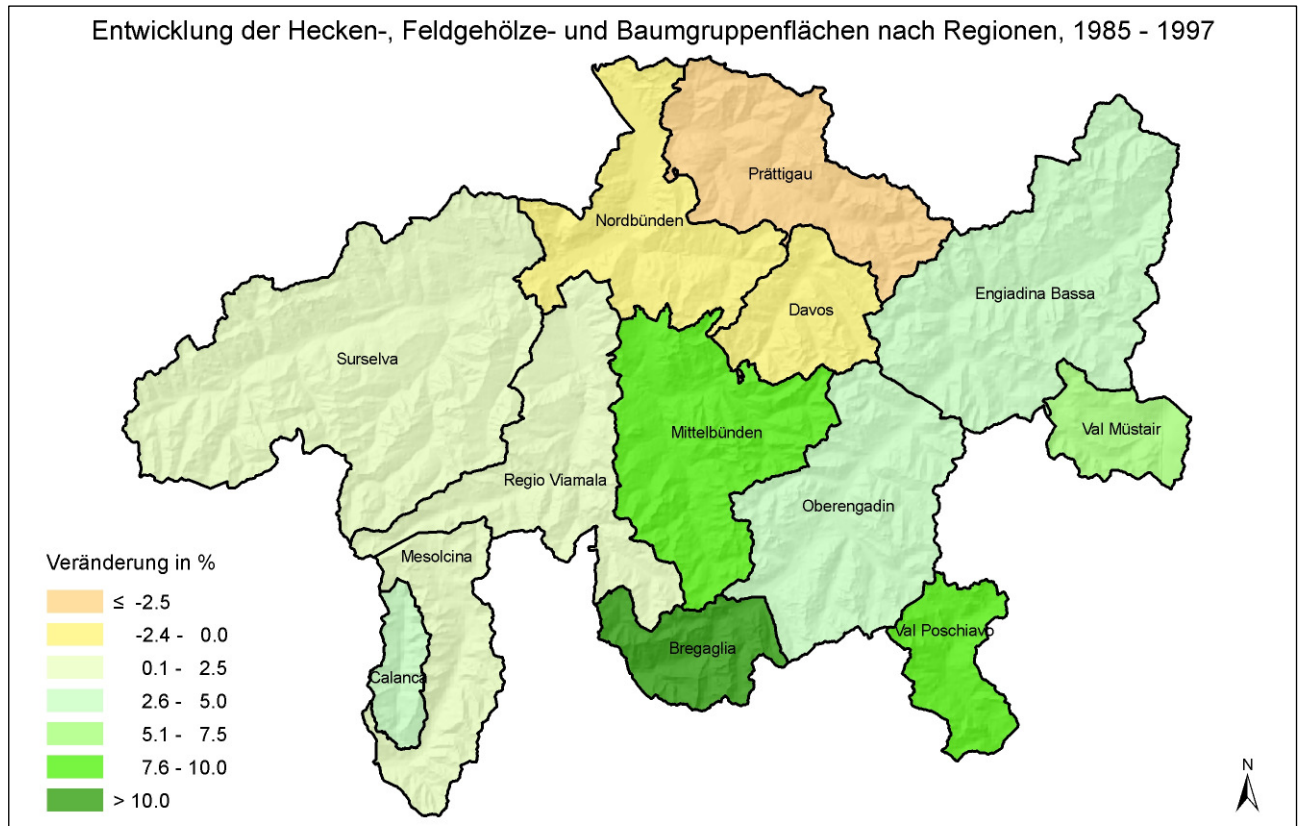 Entwicklung der Hecken-, Feldgehölze- und Baumgruppenflächen nach Regionen, 1985 - 1997
Prättigau
Nordbünden
Engiadina Bassa
Davos
Surselva
Mittelbünden
Val Müstair
Regio Viamala
Oberengadin
Mesolcina
Val Poschiavo
Bregaglia
Calanca
Veränderung in %
≤ -2.5
-2.4 - 0.0
0.1 - 2.5
2.6 - 5.0
5.1 - 7.5
7.6 - 10.0
> 10.0
N